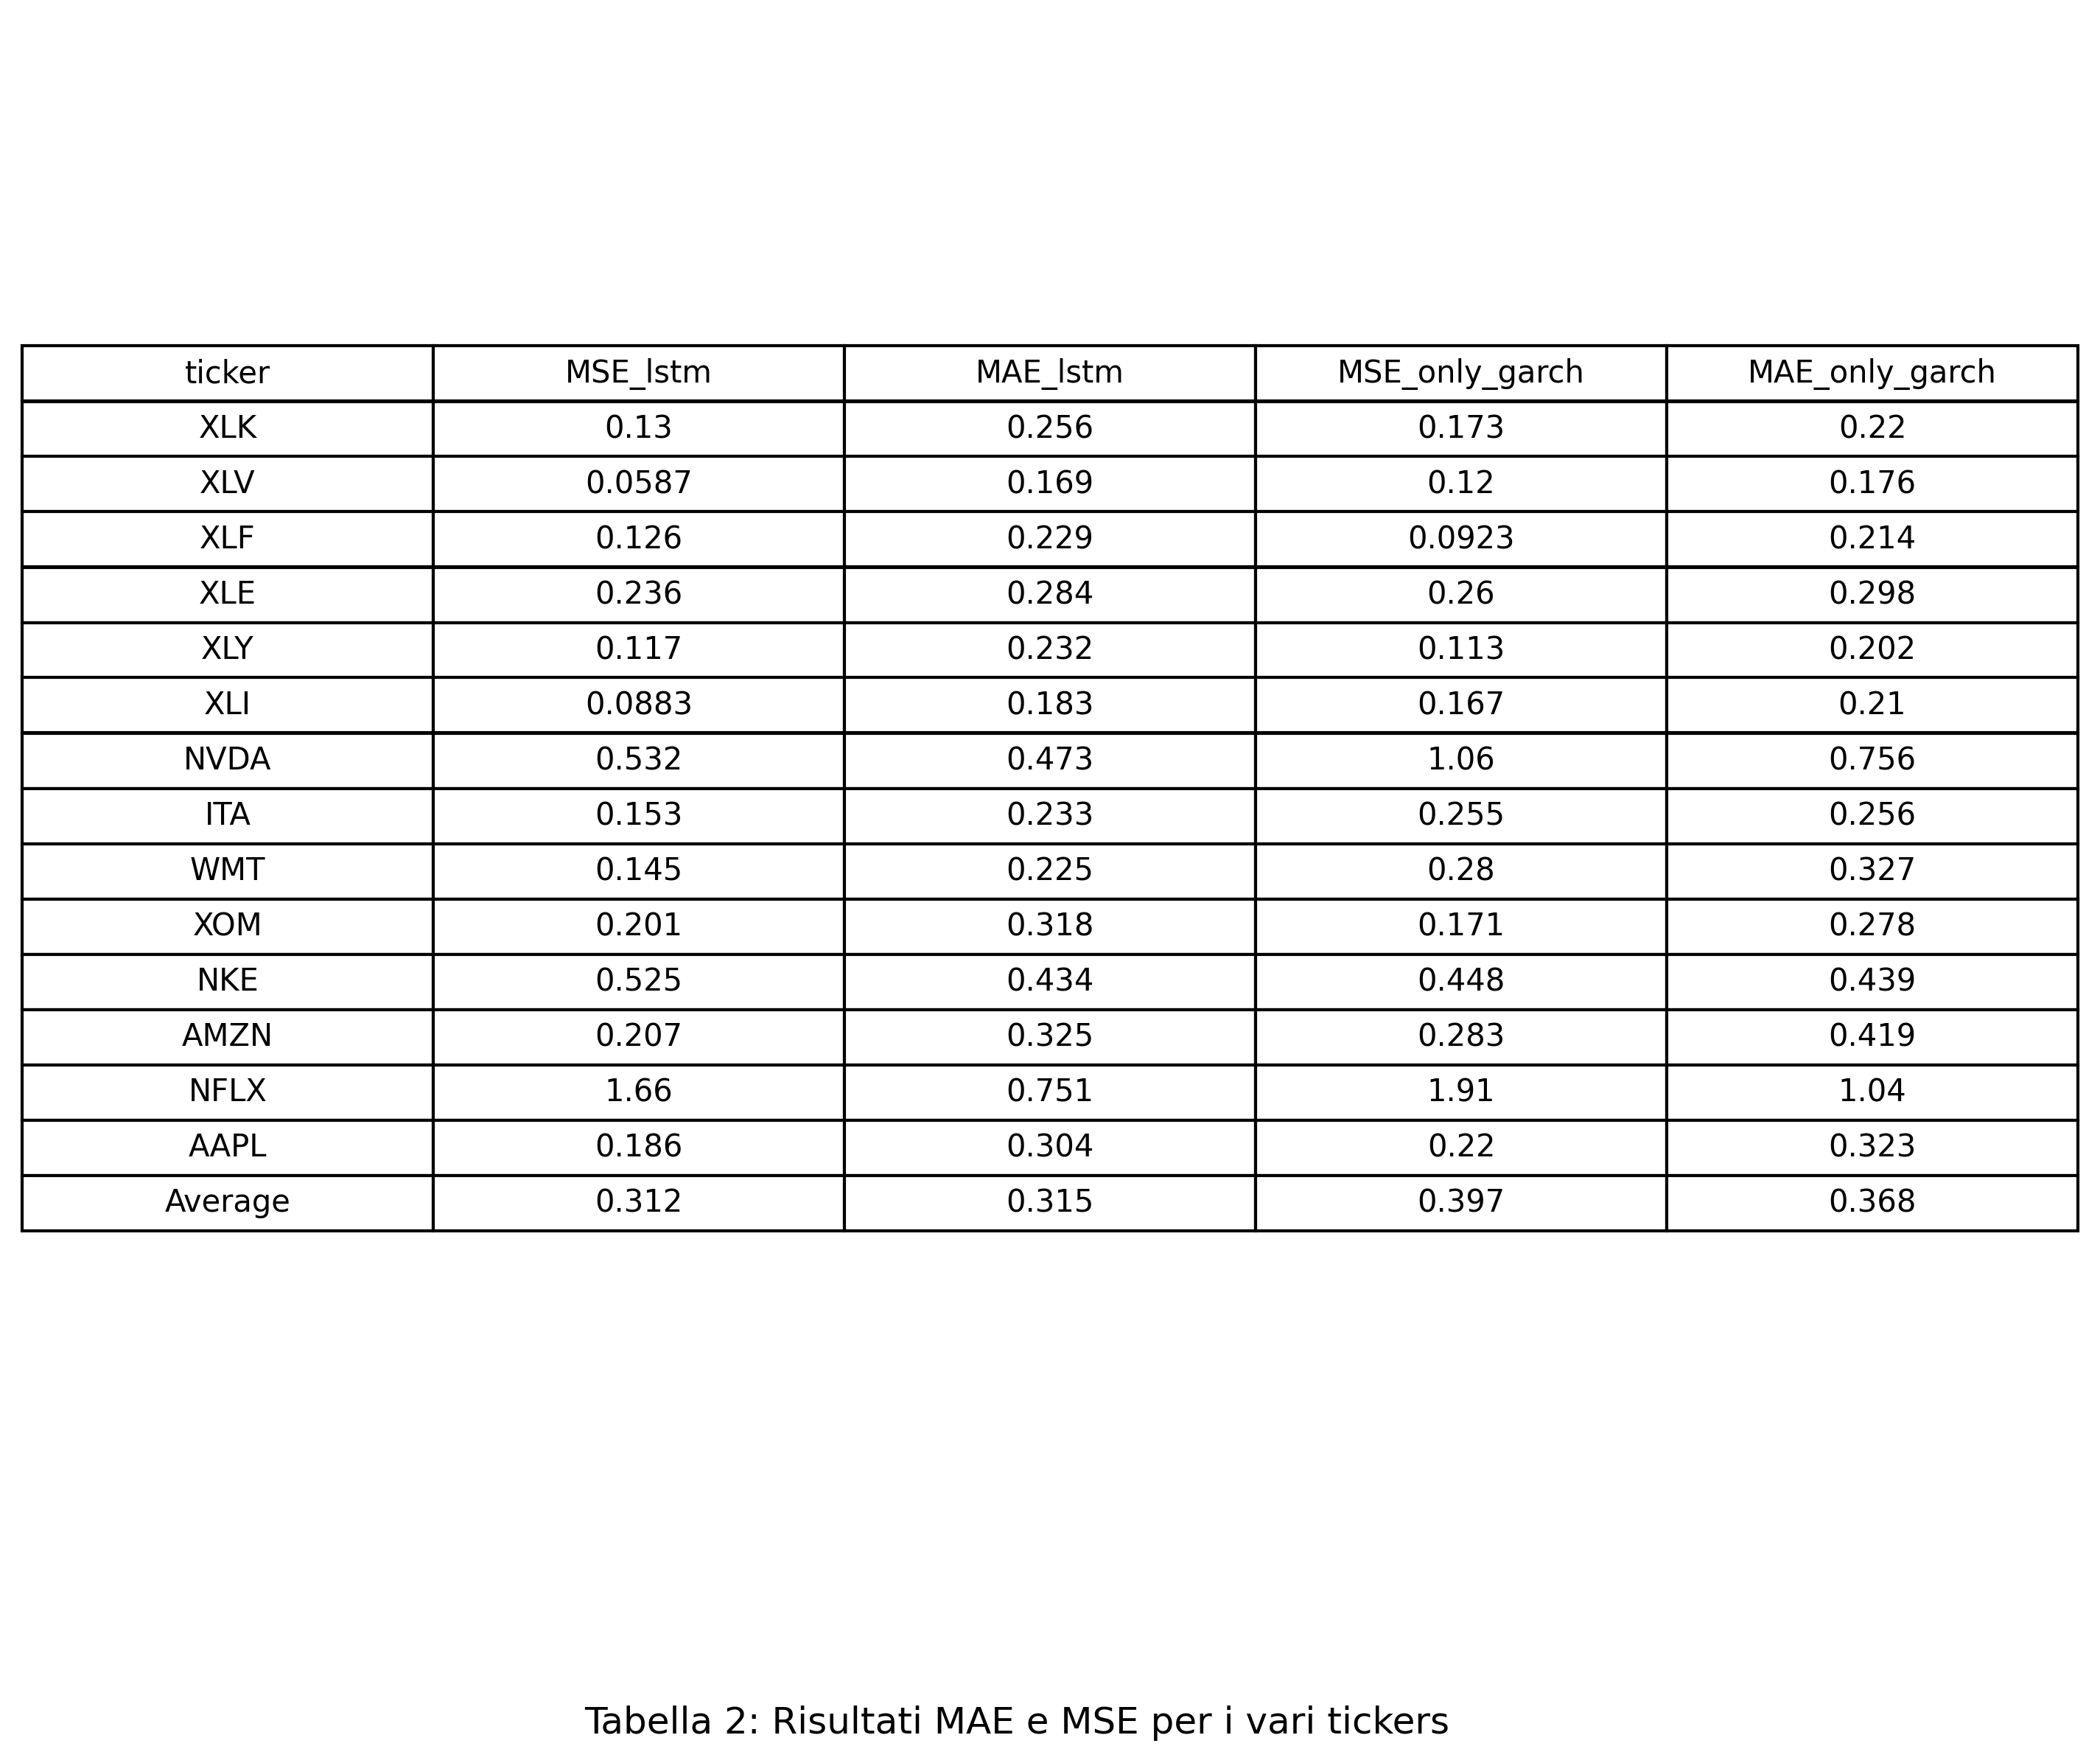 ticker MSE_lstm MAE_lstm MSE_only_garch MAE_only_garch
XLK 0.13 0.256 0.173 0.22
XLV 0.0587 0.169 0.12 0.176
XLF 0.126 0.229 0.0923 0.214
XLE 0.236 0.284 0.26 0.298
XLY 0.117 0.232 0.113 0.202
XLI 0.0883 0.183 0.167 0.21
NVDA 0.532 0.473 1.06 0.756
ITA 0.153 0.233 0.255 0.256
WMT 0.145 0.225 0.28 0.327
XOM 0.201 0.318 0.171 0.278
NKE 0.525 0.434 0.448 0.439
AMZN 0.207 0.325 0.283 0.419
NFLX 1.66 0.751 1.91 1.04
AAPL 0.186 0.304 0.22 0.323
Average 0.312 0.315 0.397 0.368
Tabella 2: Risultati MAE e MSE per i vari tickers